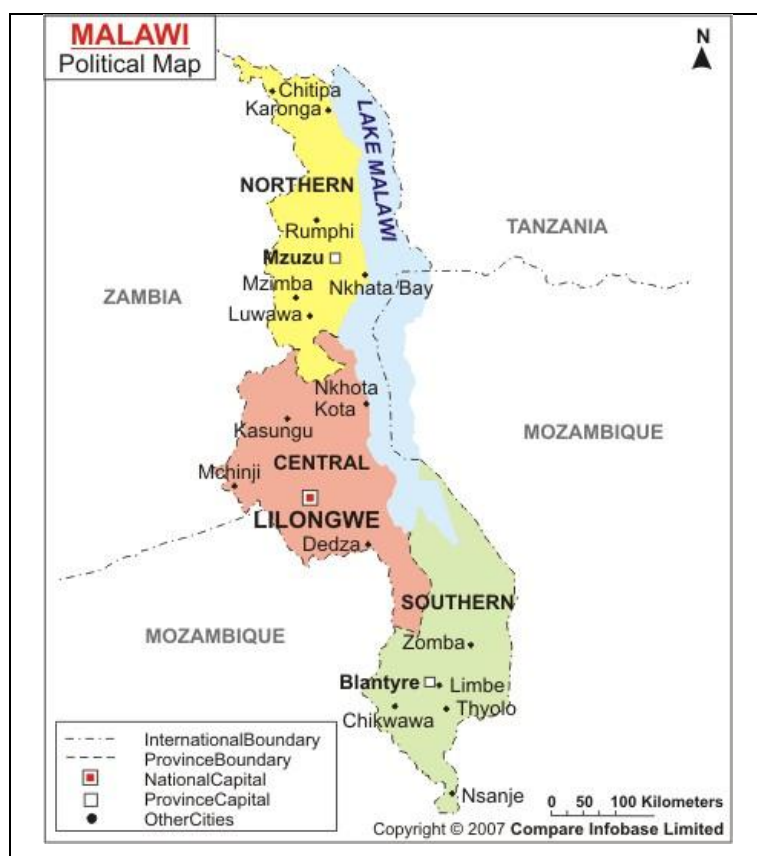 MALAWI
Political Map
N
Chitipa
Karonga
LAKE MALAWI
NORTHERN
Rumphi
TANZANIA
Mzuzu
Mzimba
Nkhata Bay
ZAMBIA
Luwawa
Nkhota
Kota
Kasungu
MOZAMBIQUE
CENTRAL
Mchinji
LILONGWE
Dedza
SOUTHERN
MOZAMBIQUE
Zomba
Blantyre
Limbe
Chikwawa
Thyolo
InternationalBoundary
ProvinceBoundary
NationalCapital
ProvinceCapital
OtherCities
Nsanje
0 50 100 Kilometers
Copyright © 2007 Compare Infobase Limited